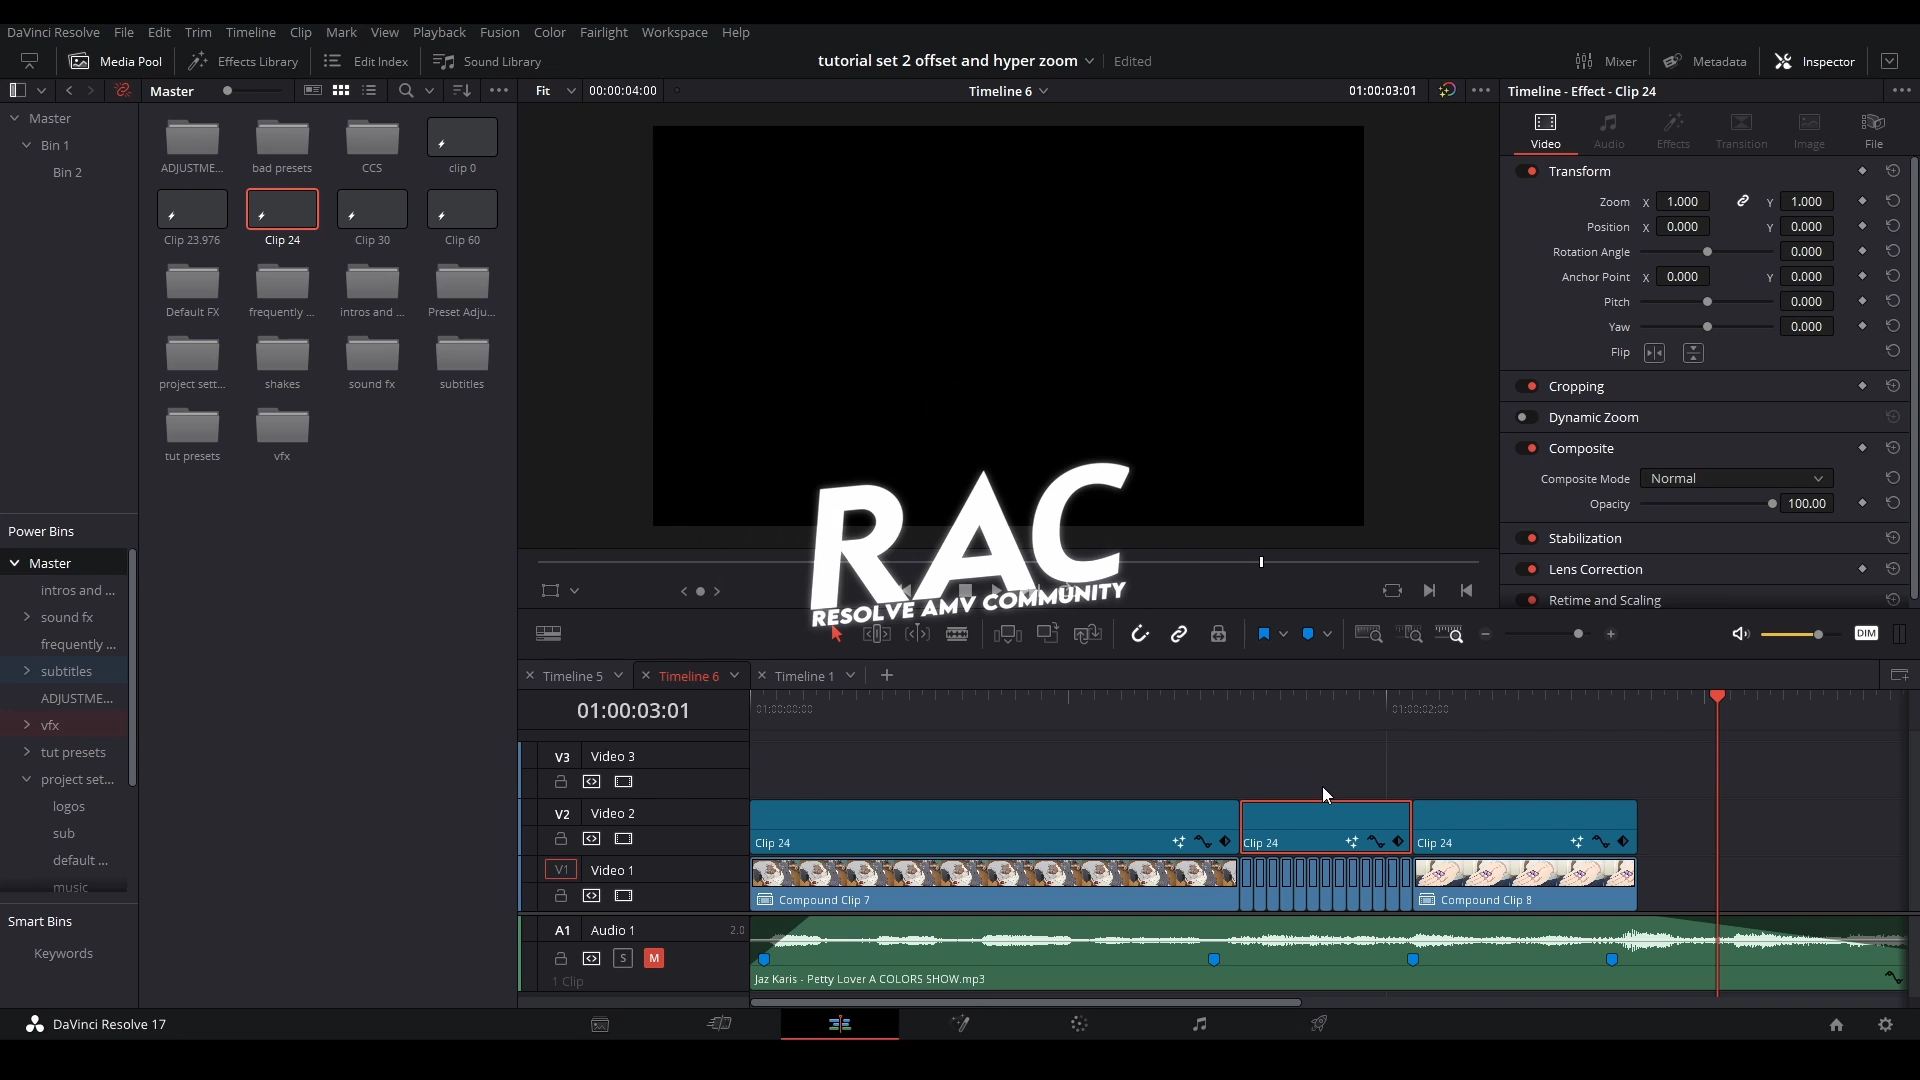 DaVinci Resolve File Edit Trim Timeline Clip Mark View Playback Fusion Color Fairlight Workspace Help
Media Pool Effects Library Edit Index Sound Library tutorial set 2 offset and hyper zoom Edited Mixer Metadata Inspector
Master Fit 00:00:04:00 Timeline 6 01:00:03:01 Timeline - Effect - Clip 24
Master
Bin 1
Bin 2
ADJUSTME... bad presets CCS clip 0
Clip 23.976 Clip 24 Clip 30 Clip 60
Default FX frequently ... intros and ... Preset Adju...
project sett... shakes sound fx subtitles
tut presets vfx
Video Audio Effects Transition Image File
Transform
Zoom X 1.000 Y 1.000
Position X 0.000 Y 0.000
Rotation Angle 0.000
Anchor Point X 0.000 Y 0.000
Pitch 0.000
Yaw 0.000
Flip
Cropping
Dynamic Zoom
Composite
Composite Mode Normal
Opacity 100.00
Stabilization
Lens Correction
Retime and Scaling
RAC
RESOLVE AMV COMMUNITY
Power Bins
Master
intros and ...
sound fx
frequently ...
subtitles
ADJUSTME...
vfx
tut presets
project set...
logos
sub
default ...
music
Smart Bins
Keywords
DIM
Timeline 5 Timeline 6 Timeline 1
01:00:03:01 01:00:00:00 01:00:02:00
V3 Video 3
V2 Video 2
Clip 24 Clip 24 Clip 24
V1 Video 1
Compound Clip 7 Compound Clip 8
A1 Audio 1 2.0
S M
1 Clip
Jaz Karis - Petty Lover A COLORS SHOW.mp3
DaVinci Resolve 17